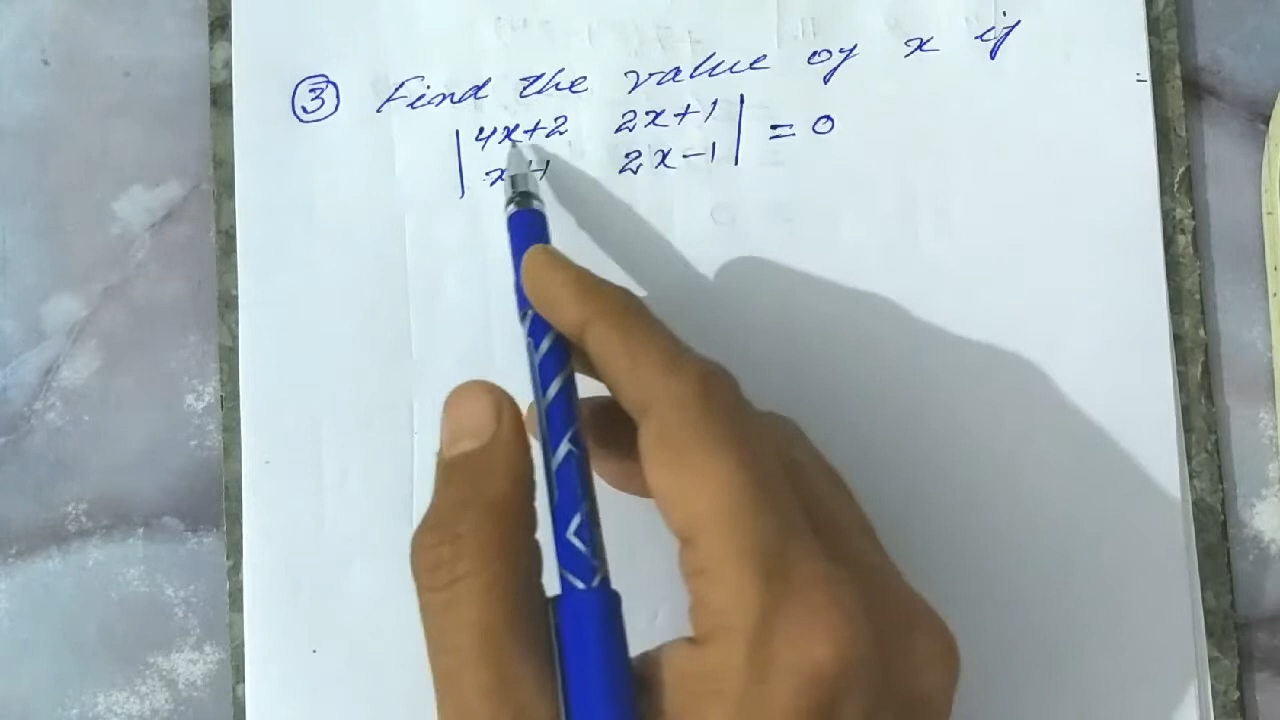 ③ Find the value of x if
| 4x+2 2x+1 | = 0
2x-1 |